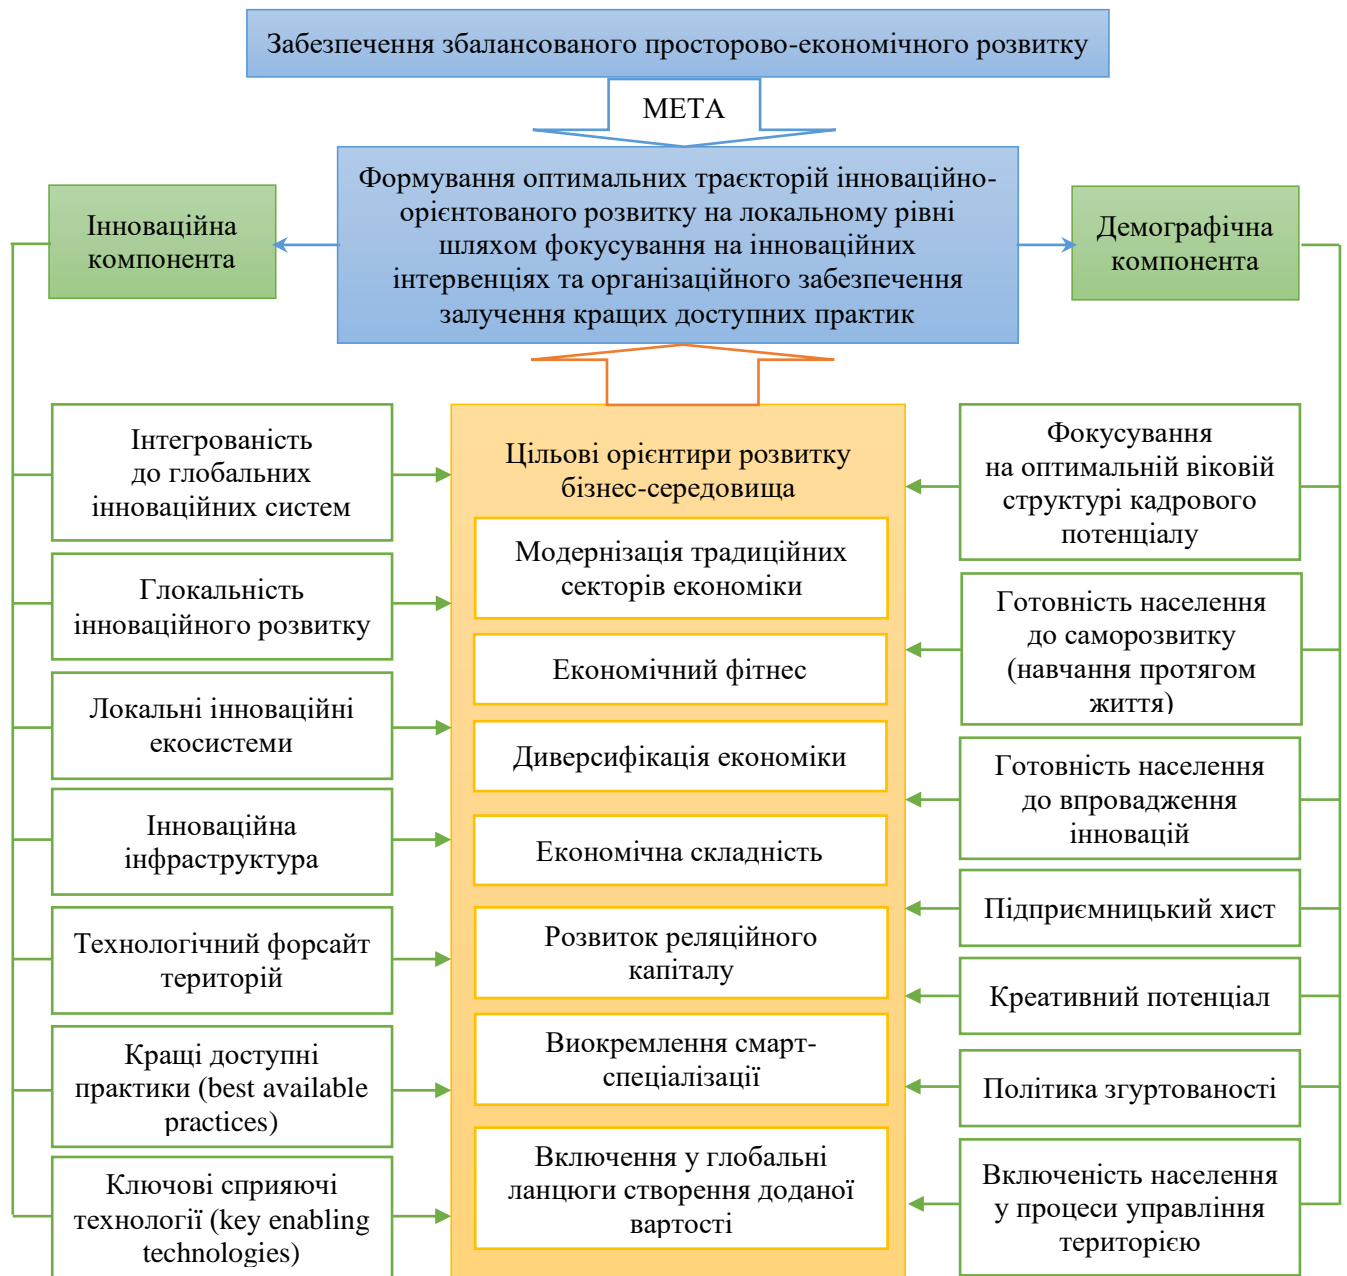 Забезпечення збалансованого просторово-економічного розвитку
МЕТА
Формування оптимальних траєкторій інноваційно-
орієнтованого розвитку на локальному рівні
шляхом фокусування на інноваційних
інтервенціях та організаційного забезпечення
залучення кращих доступних практик
Інноваційна
компонента
Демографічна
компонента
Інтегрованість
до глобальних
інноваційних систем
Глокальність
інноваційного розвитку
Локальні інноваційні
екосистеми
Інноваційна
інфраструктура
Технологічний форсайт
територій
Кращі доступні
практики (best available
practices)
Ключові сприяючі
технології (key enabling
technologies)
Цільові орієнтири розвитку
бізнес-середовища
Модернізація традиційних
секторів економіки
Економічний фітнес
Диверсифікація економіки
Економічна складність
Розвиток реляційного
капіталу
Виокремлення смарт-
спеціалізації
Включення у глобальні
ланцюги створення доданої
вартості
Фокусування
на оптимальній віковій
структурі кадрового
потенціалу
Готовність населення
до саморозвитку
(навчання протягом
життя)
Готовність населення
до впровадження
інновацій
Підприємницький хист
Креативний потенціал
Політика згуртованості
Включеність населення
у процеси управління
територією